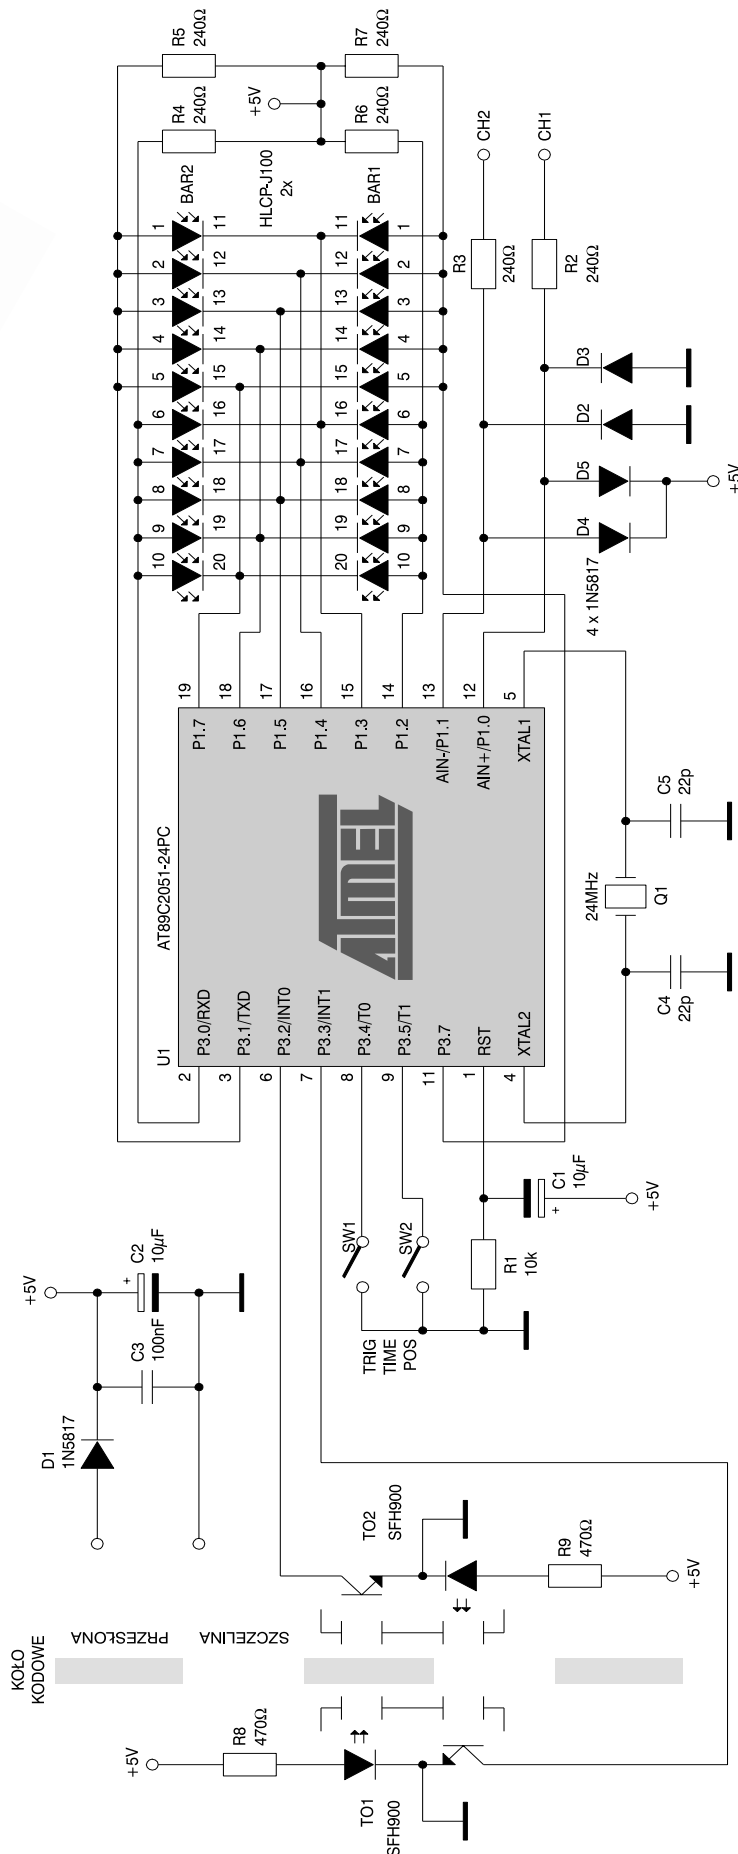 R5
240Ω
R7
240Ω
R4
240Ω
R6
240Ω
+5V
BAR2
HLCP-J100
2x
BAR1
1
2
3
4
5
6
7
8
9
10
11
12
13
14
15
16
17
18
19
20
11
12
13
14
15
16
17
18
19
20
1
2
3
4
5
6
7
8
9
10
CH2
CH1
R3
240Ω
R2
240Ω
D3
D2
D5
D4
4 x 1N5817
+5V
19
18
17
16
15
14
13
12
5
P1.7
P1.6
P1.5
P1.4
P1.3
P1.2
AIN-/P1.1
AIN+/P1.0
XTAL1
AT89C2051-24PC
ATMEL
U1
P3.0/RXD
P3.1/TXD
P3.2/INT0
P3.3/INT1
P3.4/T0
P3.5/T1
P3.7
RST
XTAL2
2
3
6
7
8
9
11
1
4
C5
22p
24MHz
Q1
C4
22p
C1
10µF
+
+5V
R1
10k
SW1
SW2
TRIG
TIME
POS
+5V
C2
10µF
+
C3
100nF
D1
1N5817
TO2
SFH900
R9
470Ω
+5V
KOŁO
KODOWE
PRZESŁONA
SZCZELINA
+5V
R8
470Ω
TO1
SFH900